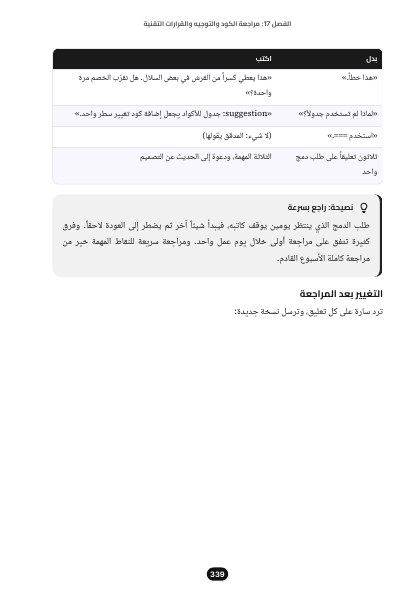 الفصل 17: مراجعة الكود والتوجيه والقرارات التقنية
بدل
اكتب
«هذا خطأ.»
«هذا يعطي كسراً من القرش في بعض السلال. هل نقرّب الخصم مرة
واحدة؟»
«لماذا لم تستخدم جدولاً؟»
«suggestion: جدول للأكواد يجعل إضافة كود تغيير سطر واحد.»
«استخدم ===.»
(لا شيء: المدقق يقولها)
ثلاثون تعليقاً على طلب دمج
واحد
الثلاثة المهمة، ودعوة إلى الحديث عن التصميم
نصيحة: راجع بسرعة
طلب الدمج الذي ينتظر يومين يوقف كاتبه، فيبدأ شيئاً آخر ثم يضطر إلى العودة لاحقاً. وفرق
كثيرة تتفق على مراجعة أولى خلال يوم عمل واحد. ومراجعة سريعة للنقاط المهمة خير من
مراجعة كاملة الأسبوع القادم.
التغيير بعد المراجعة
ترد سارة على كل تعليق، وترسل نسخة جديدة:
339